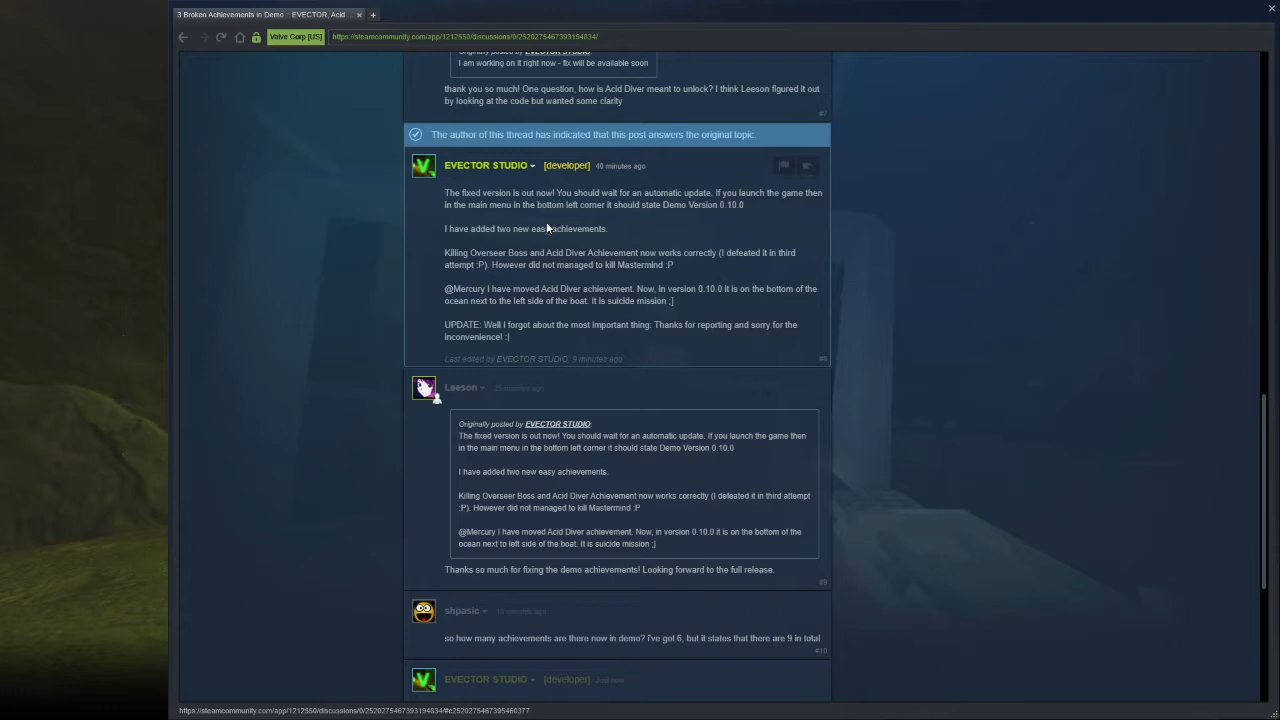 3 Broken Achievements in Demo :: EVECTOR, Acid ...
Valve Corp [US]
https://steamcommunity.com/app/1212550/discussions/0/2520275467393194834/
Originally posted by EVECTOR STUDIO:
I am working on it right now - fix will be available soon
thank you so much! One question, how is Acid Diver meant to unlock? I think Leeson figured it out
by looking at the code but wanted some clarity
#7
The author of this thread has indicated that this post answers the original topic.
EVECTOR STUDIO [developer] 40 minutes ago
The fixed version is out now! You should wait for an automatic update. If you launch the game then
in the main menu in the bottom left corner it should state Demo Version 0.10.0
I have added two new easy achievements.
Killing Overseer Boss and Acid Diver Achievement now works correctly (I defeated it in third
attempt :P). However did not managed to kill Mastermind :P
@Mercury I have moved Acid Diver achievement. Now, in version 0.10.0 it is on the bottom of the
ocean next to the left side of the boat. It is suicide mission ;]
UPDATE: Well I forgot about the most important thing: Thanks for reporting and sorry for the
inconvenience! :|
Last edited by EVECTOR STUDIO; 9 minutes ago
#8
Leeson 25 minutes ago
Originally posted by EVECTOR STUDIO:
The fixed version is out now! You should wait for an automatic update. If you launch the game then
in the main menu in the bottom left corner it should state Demo Version 0.10.0
I have added two new easy achievements.
Killing Overseer Boss and Acid Diver Achievement now works correctly (I defeated it in third attempt
:P). However did not managed to kill Mastermind :P
@Mercury I have moved Acid Diver achievement. Now, in version 0.10.0 it is on the bottom of the
ocean next to left side of the boat. It is suicide mission ;]
Thanks so much for fixing the demo achievements! Looking forward to the full release.
#9
shpasic 15 minutes ago
so how many achievements are there now in demo? i've got 6, but it states that there are 9 in total
#10
EVECTOR STUDIO [developer] Just now
https://steamcommunity.com/app/1212550/discussions/0/2520275467393194834/#c2520275467395460377